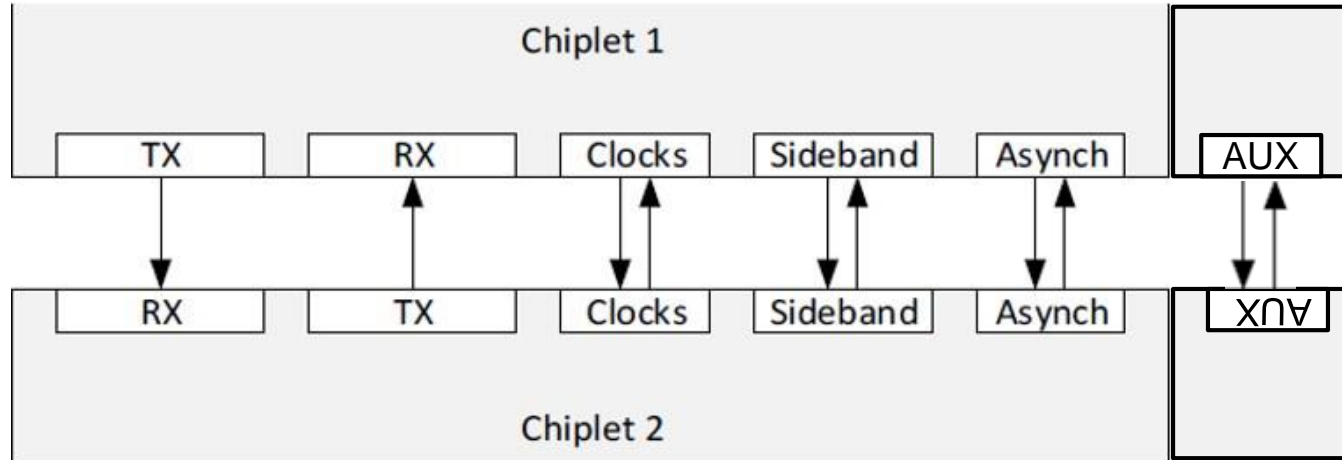 Chiplet 1
TX RX Clocks Sideband Asynch AUX
RX TX Clocks Sideband Asynch AUX
Chiplet 2